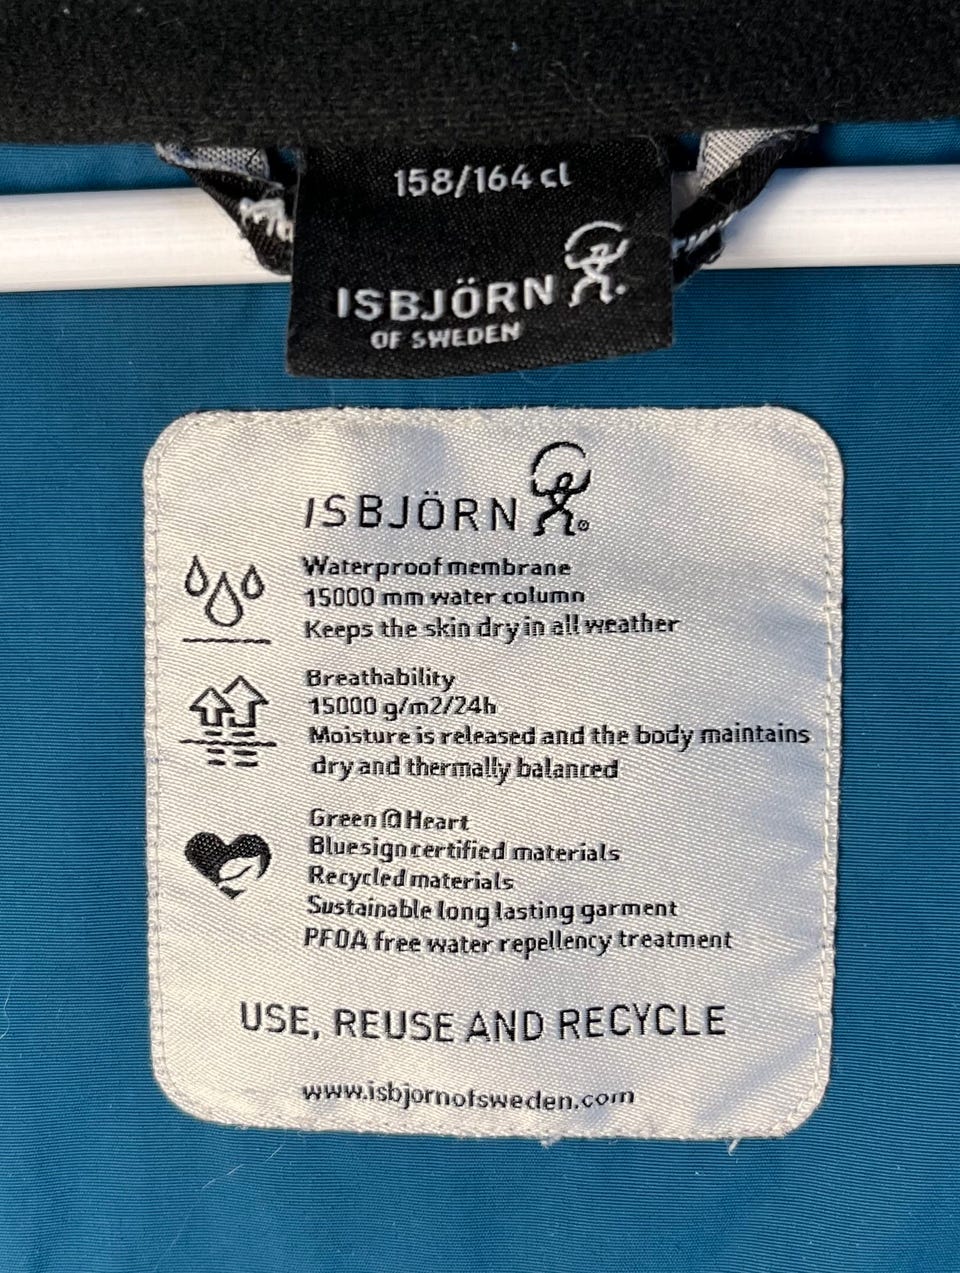 158/164 cl
ISBJÖRN
OF SWEDEN
ISBJÖRN
Waterproof membrane
15000 mm water column
Keeps the skin dry in all weather
Breathability
15000 g/m2/24h
Moisture is released and the body maintains
dry and thermally balanced
Green@Heart
Bluesign certified materials
Recycled materials
Sustainable long lasting garment
PFOA free water repellency treatment
USE, REUSE AND RECYCLE
www.isbjornofsweden.com